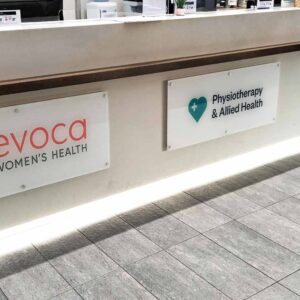 evoca
WOMEN'S HEALTH
Physiotherapy
& Allied Health